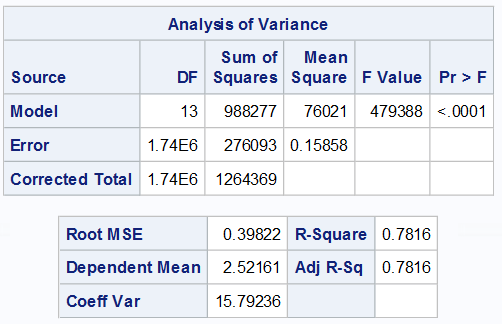 Analysis of Variance
Source DF Sum of Squares Mean Square F Value Pr > F
Model 13 988277 76021 479388 <.0001
Error 1.74E6 276093 0.15858
Corrected Total 1.74E6 1264369
Root MSE 0.39822 R-Square 0.7816
Dependent Mean 2.52161 Adj R-Sq 0.7816
Coeff Var 15.79236